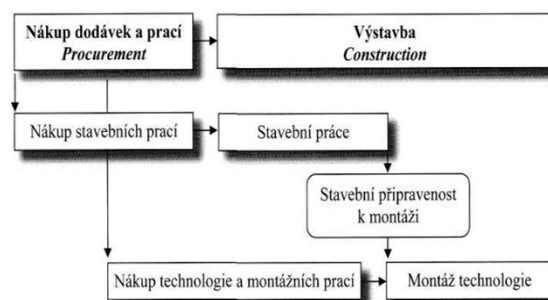 Nákup dodávek a prací
Procurement
Výstavba
Construction
Nákup stavebních prací
Stavební práce
Stavební připravenost
k montáži
Nákup technologie a montážních prací
Montáž technologie